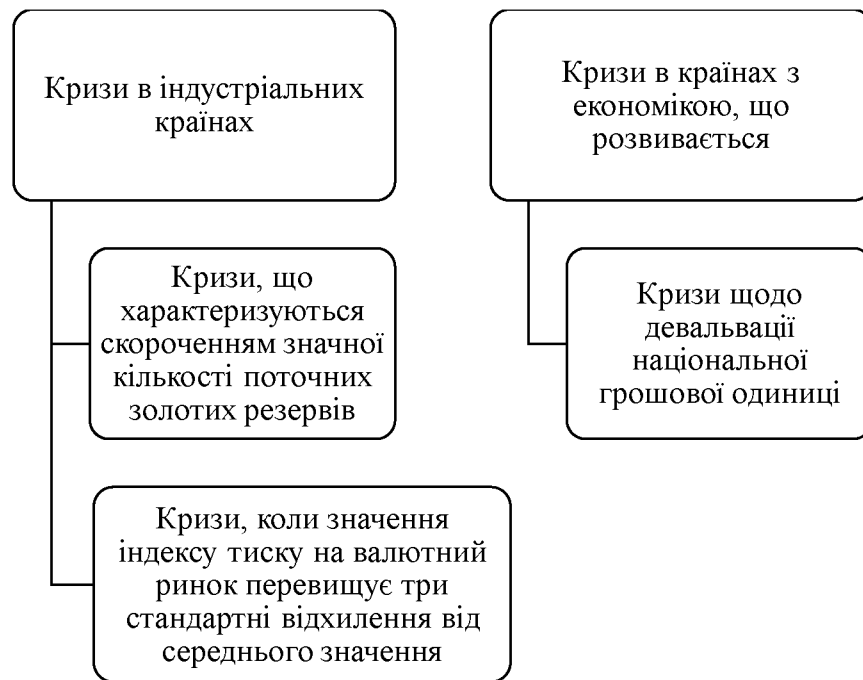 Кризи в індустріальних
країнах
Кризи, що
характеризуються
скороченням значної
кількості поточних
золотих резервів
Кризи, коли значення
індексу тиску на валютний
ринок перевищує три
стандартні відхилення від
середнього значення
Кризи в країнах з
економікою, що
розвивається
Кризи щодо
девальвації
національної
грошової одиниці